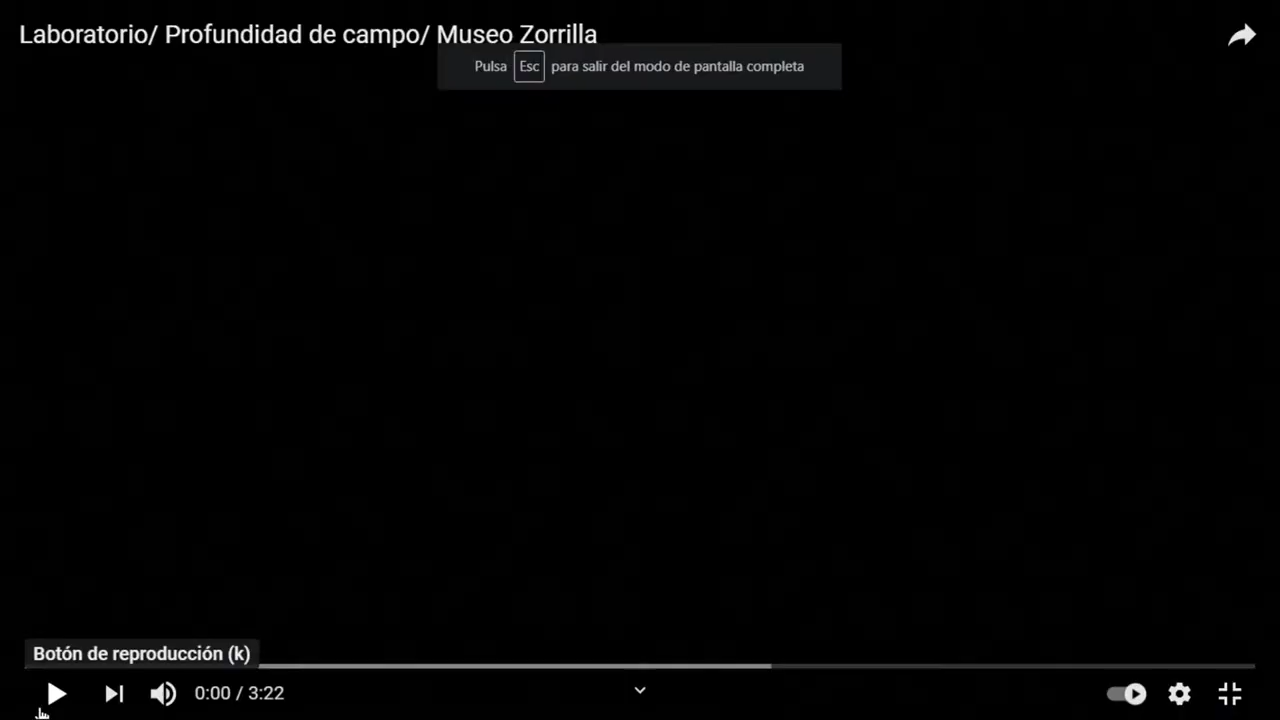 Laboratorio/ Profundidad de campo/ Museo Zorrilla
Pulsa Esc para salir del modo de pantalla completa
Botón de reproducción (k)
0:00 / 3:22